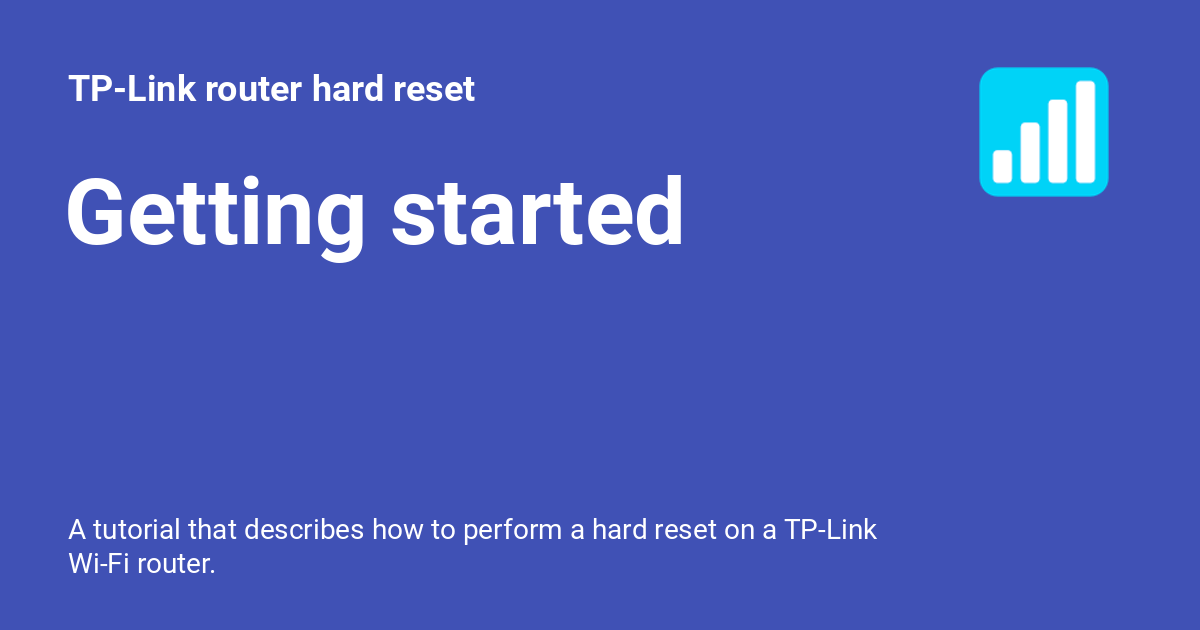 TP-Link router hard reset
Getting started
A tutorial that describes how to perform a hard reset on a TP-Link
Wi-Fi router.